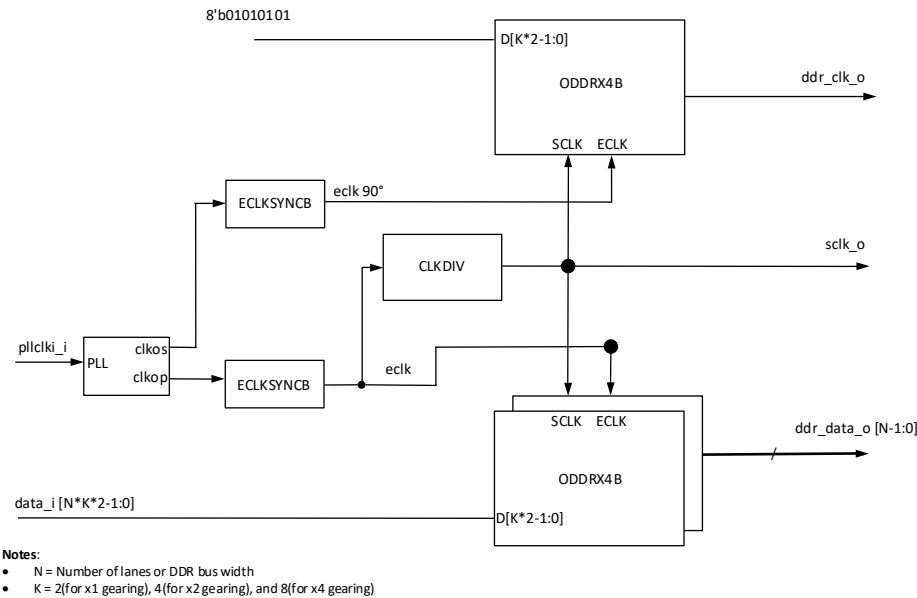 8'b01010101
D[K*2-1:0]
ODDRX4B
ddr_clk_o
SCLK ECLK
ECLKSYNCB
eclk 90°
CLKDIV
sclk_o
pllclki_i
PLL
clkos
clkop
ECLKSYNCB
eclk
SCLK ECLK
ddr_data_o [N-1:0]
ODDRX4B
data_i [N*K*2-1:0]
D[K*2-1:0]
Notes:
• N = Number of lanes or DDR bus width
• K = 2(for x1 gearing), 4(for x2 gearing), and 8(for x4 gearing)